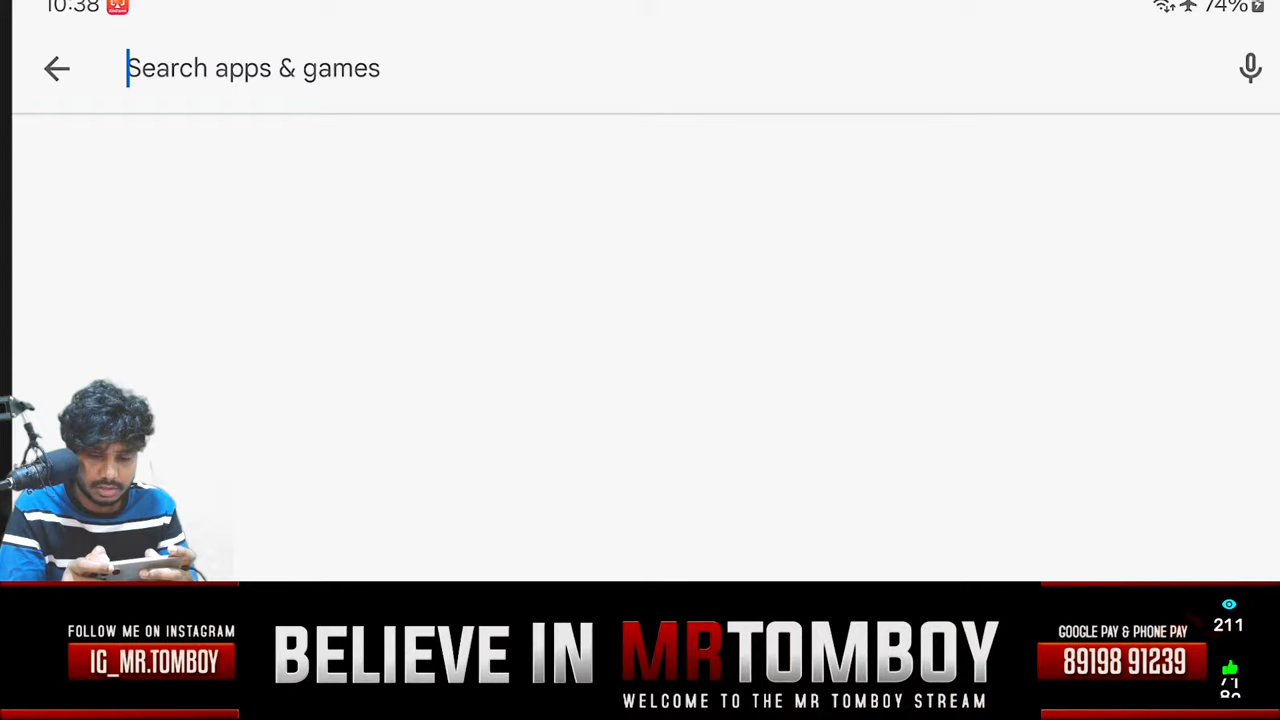 10:38
74%
Search apps & games
FOLLOW ME ON INSTAGRAM
IG_MR.TOMBOY
BELIEVE IN MRTOMBOY
WELCOME TO THE MR TOMBOY STREAM
GOOGLE PAY & PHONE PAY
89198 91239
211